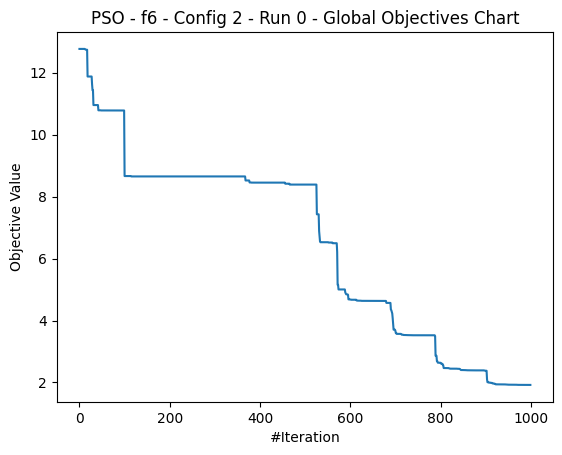 PSO - f6 - Config 2 - Run 0 - Global Objectives Chart
12
10
8
6
4
2
Objective Value
0 200 400 600 800 1000
#Iteration